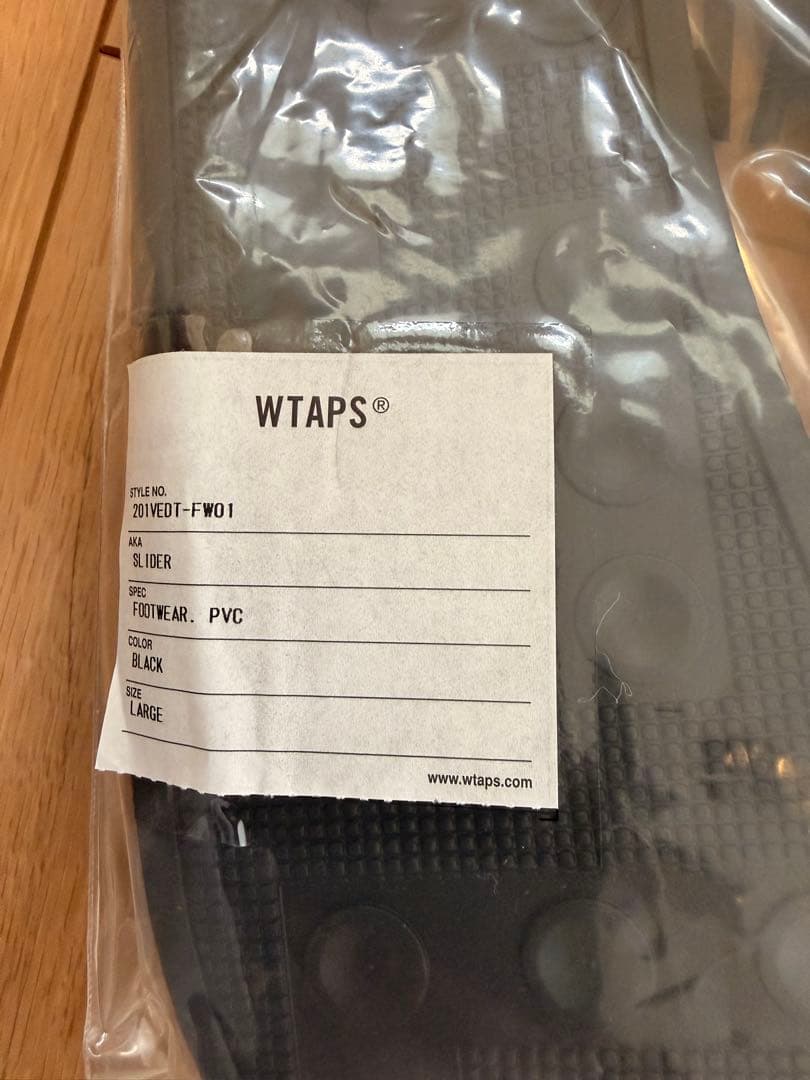 WTAPS®
STYLE NO.
201VEDT-FW01
AKA
SLIDER
SPEC
FOOTWEAR. PVC
COLOR
BLACK
SIZE
LARGE
www.wtaps.com